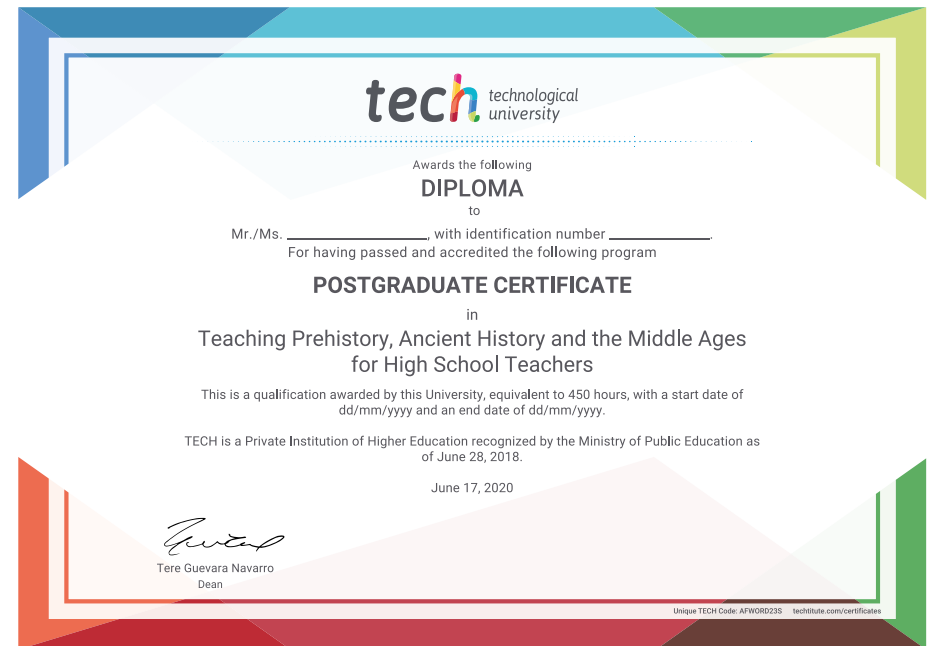 tech technological
university
Awards the following
DIPLOMA
to
Mr./Ms. ____________________, with identification number ______________.
For having passed and accredited the following program
POSTGRADUATE CERTIFICATE
in
Teaching Prehistory, Ancient History and the Middle Ages
for High School Teachers
This is a qualification awarded by this University, equivalent to 450 hours, with a start date of
dd/mm/yyyy and an end date of dd/mm/yyyy.
TECH is a Private Institution of Higher Education recognized by the Ministry of Public Education as
of June 28, 2018.
June 17, 2020
Tere Guevara Navarro
Dean
Unique TECH Code: AFWORD23S techtitute.com/certificates